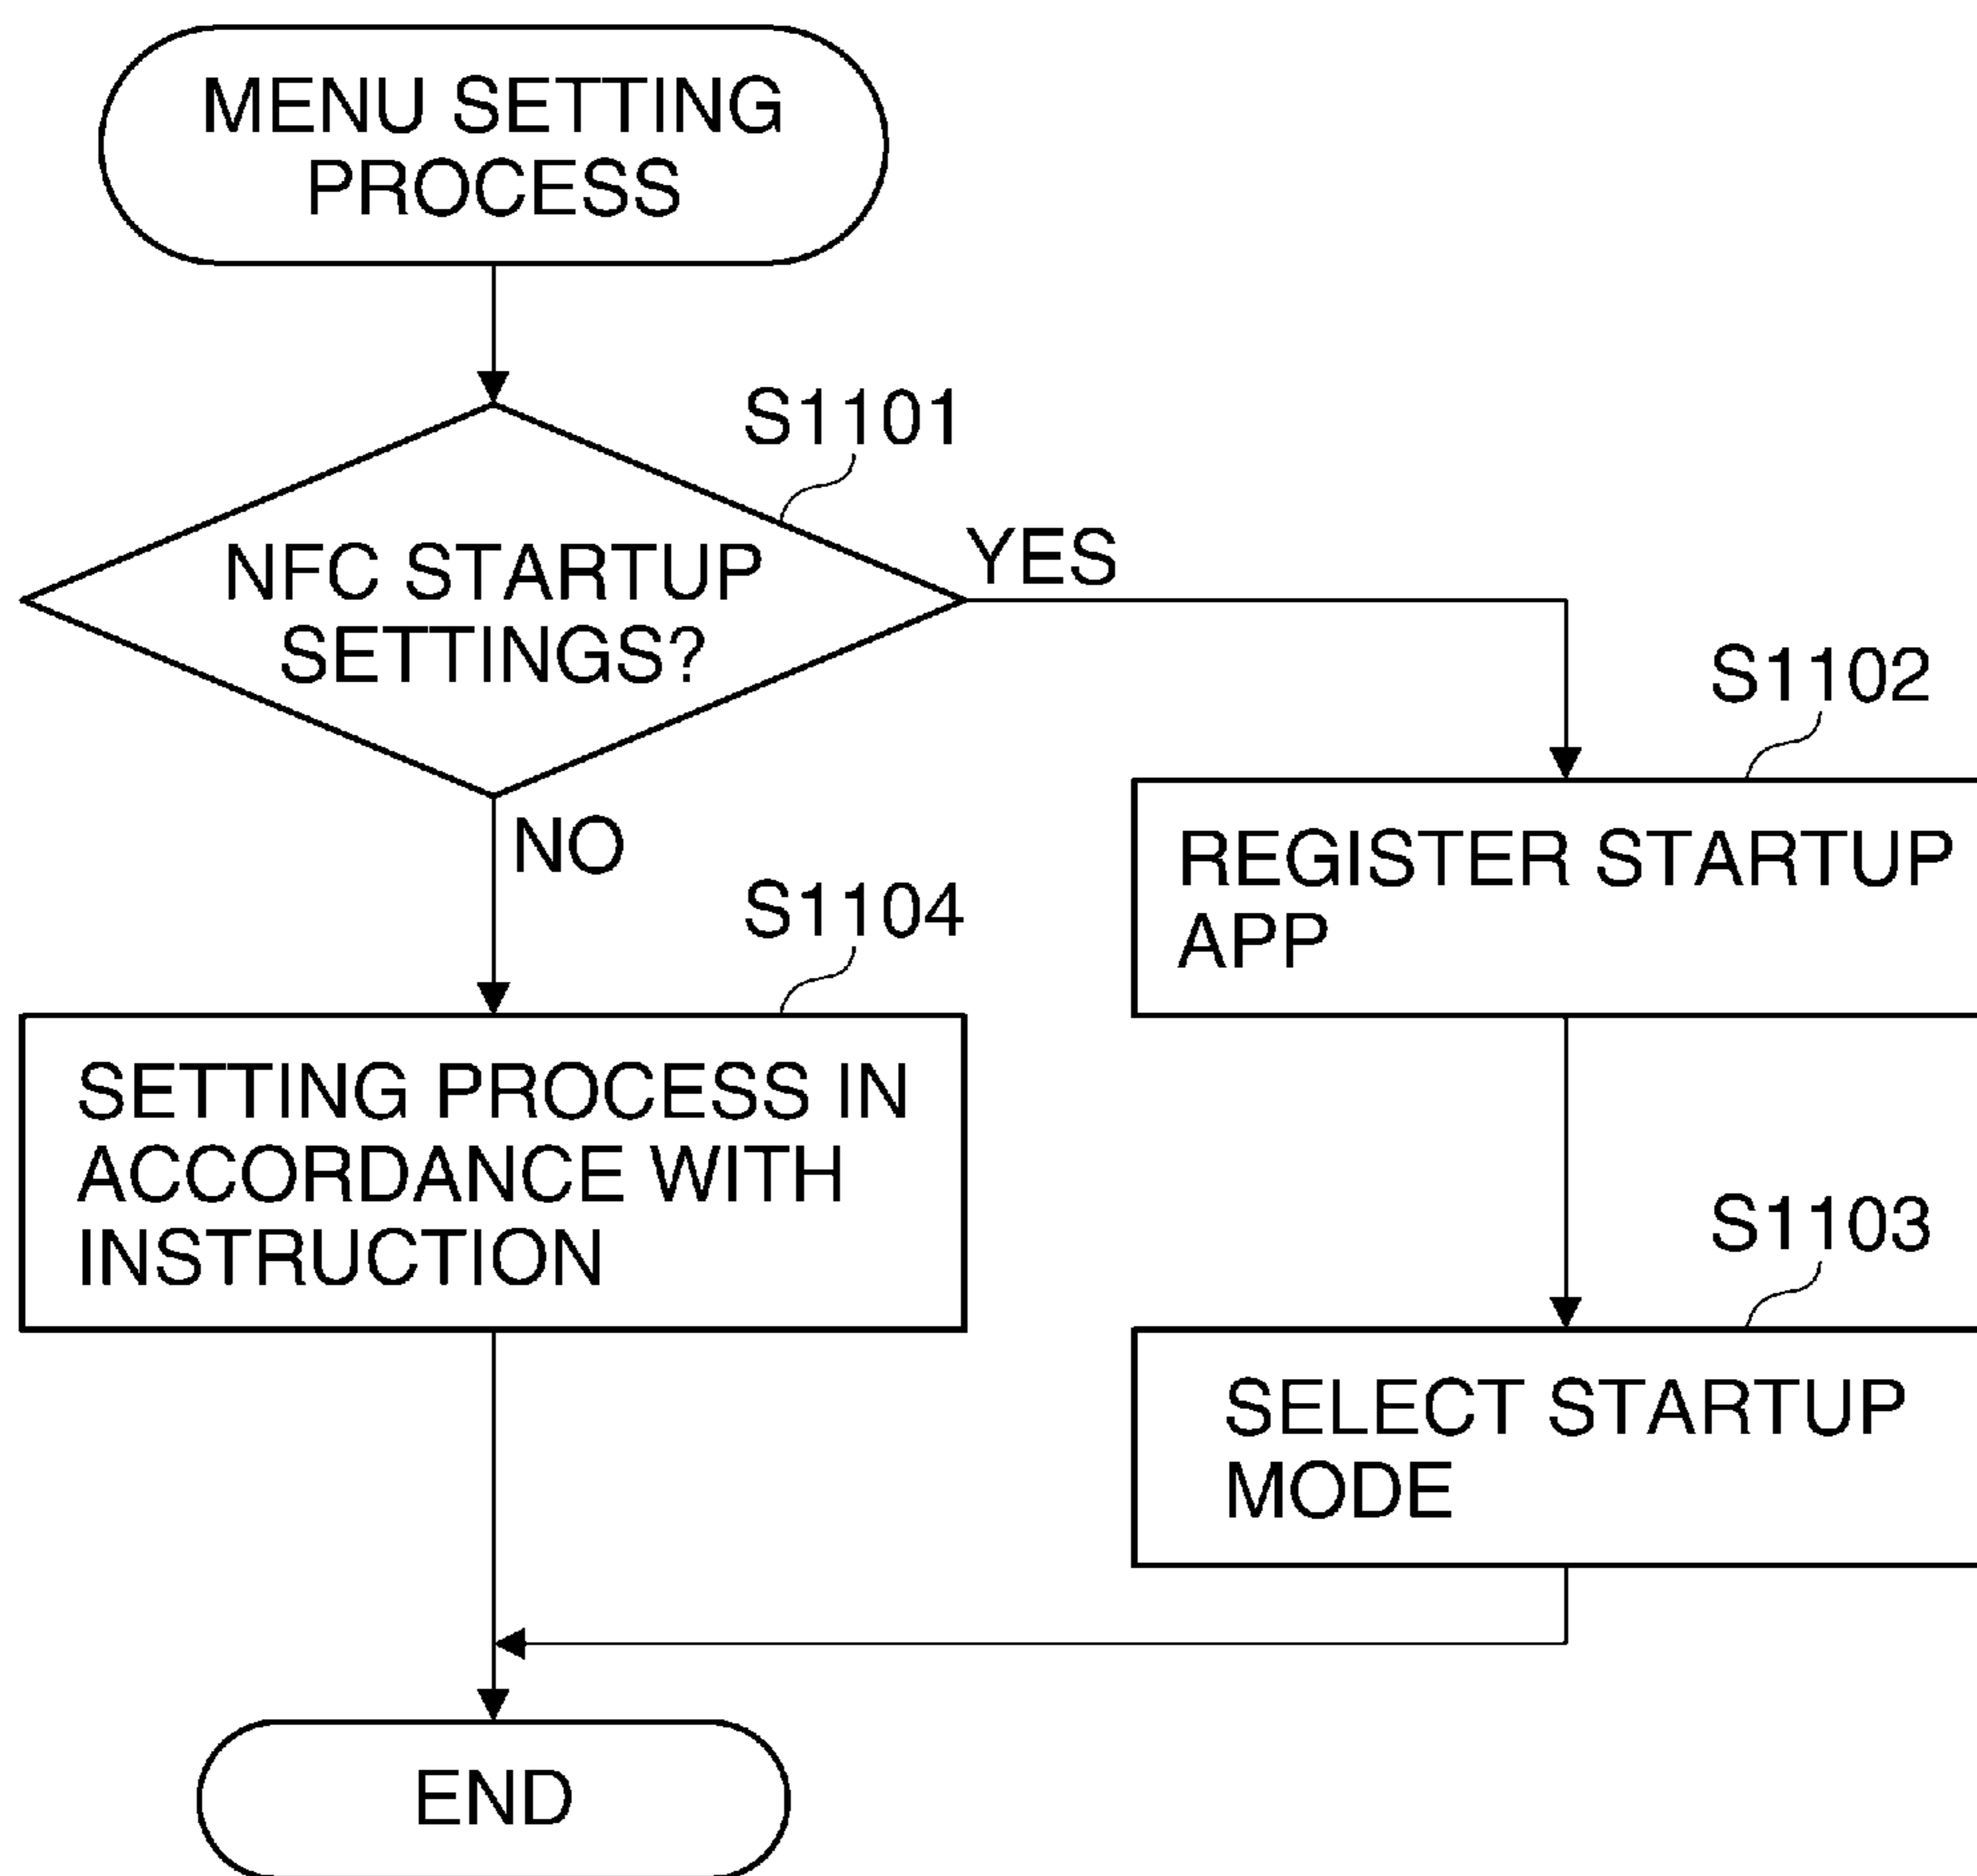 MENU SETTING
PROCESS
S1101
NFC STARTUP
SETTINGS?
YES
NO
S1102
REGISTER STARTUP
APP
S1104
SETTING PROCESS IN
ACCORDANCE WITH
INSTRUCTION
S1103
SELECT STARTUP
MODE
END